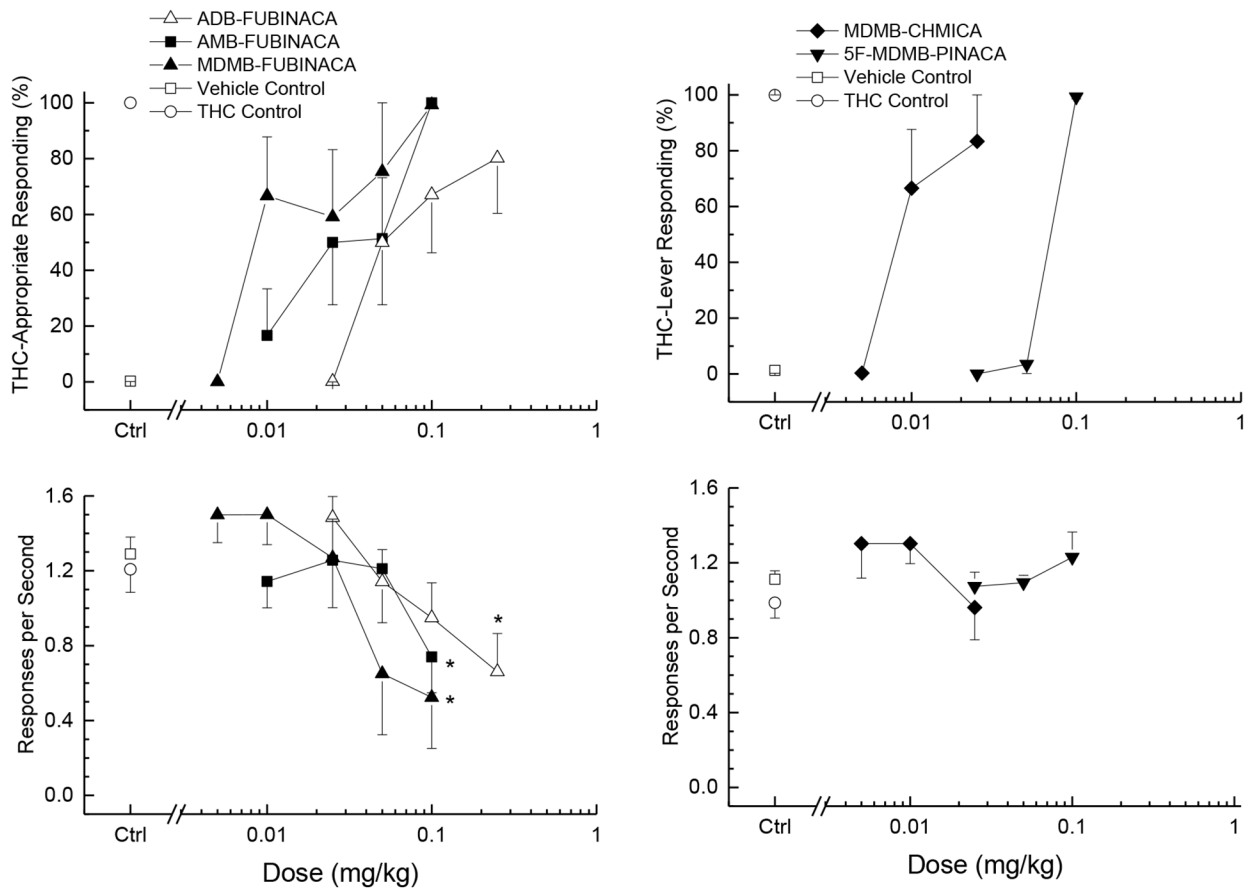 ADB-FUBINACA
AMB-FUBINACA
MDMB-FUBINACA
Vehicle Control
THC Control
THC-Appropriate Responding (%)
100
80
60
40
20
0
Ctrl
0.01
0.1
1
MDMB-CHMICA
5F-MDMB-PINACA
Vehicle Control
THC Control
THC-Lever Responding (%)
100
80
60
40
20
0
Ctrl
0.01
0.1
1
Responses per Second
1.6
1.2
0.8
0.4
0.0
*
*
*
Ctrl
0.01
0.1
1
Dose (mg/kg)
Responses per Second
1.6
1.2
0.8
0.4
0.0
Ctrl
0.01
0.1
1
Dose (mg/kg)